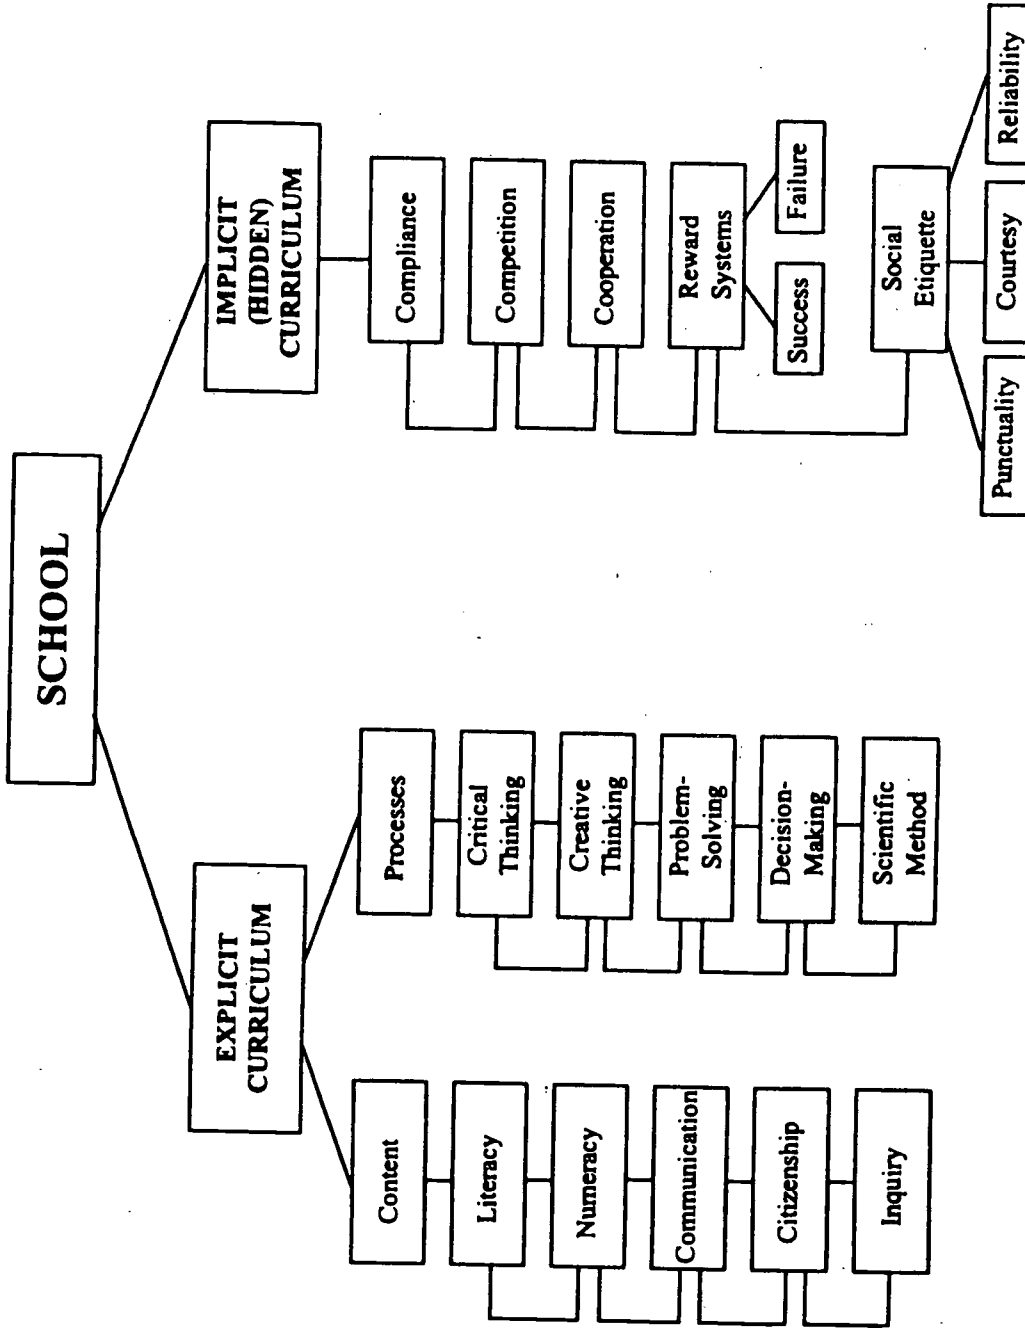 SCHOOL
EXPLICIT
CURRICULUM
Content
Literacy
Numeracy
Communication
Citizenship
Inquiry
Processes
Critical
Thinking
Creative
Thinking
Problem-
Solving
Decision-
Making
Scientific
Method
IMPLICIT
(HIDDEN)
CURRICULUM
Compliance
Competition
Cooperation
Reward
Systems
Success
Failure
Social
Etiquette
Punctuality
Courtesy
Reliability